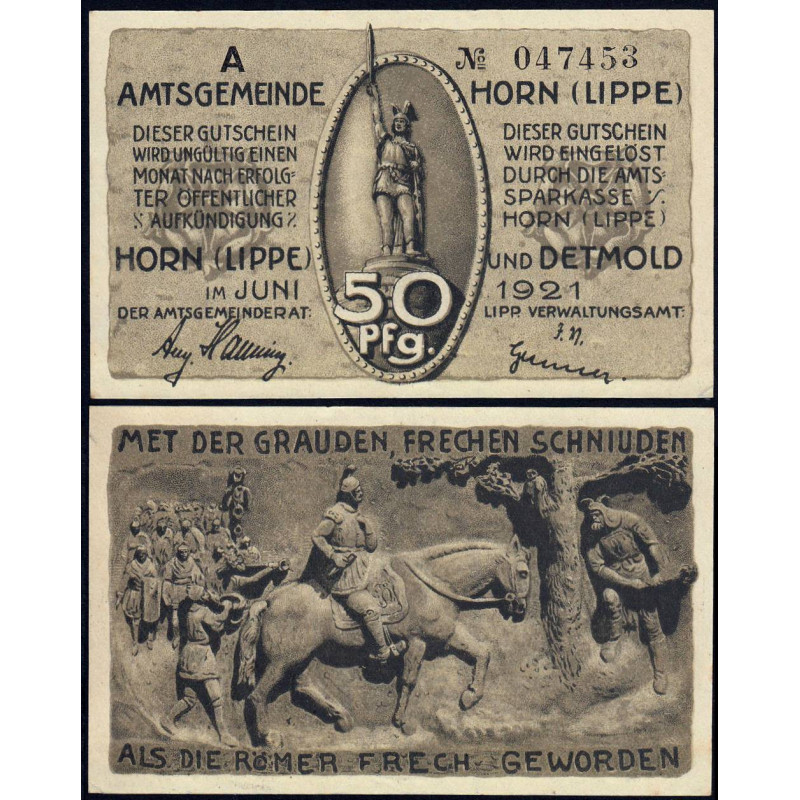 A
№ 047453
AMTSGEMEINDE HORN (LIPPE)
DIESER GUTSCHEIN
WIRD UNGÜLTIG EINEN
MONAT NACH ERFOLG=
TER ÖFFENTLICHER
AUFKÜNDIGUNG
DIESER GUTSCHEIN
WIRD EINGELÖST
DURCH DIE AMTS-
SPARKASSE
HORN (LIPPE)
HORN (LIPPE) UND DETMOLD
IM JUNI 1921
DER AMTSGEMEINDERAT:
LIPP. VERWALTUNGSAMT:
50
Pfg.
MET DER GRAUDEN, FRECHEN SCHNIUDEN
ALS DIE RÖMER FRECH GEWORDEN